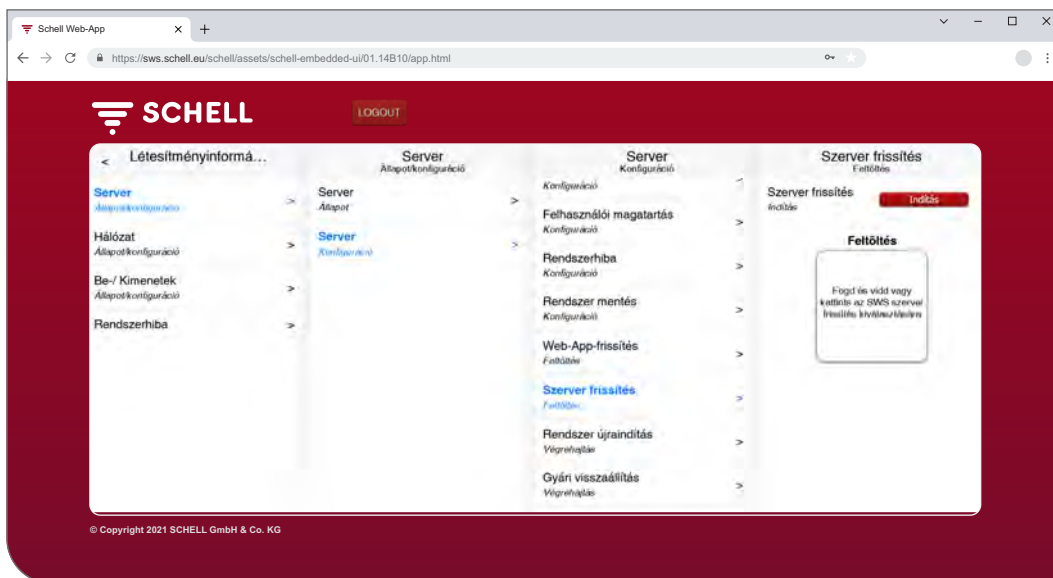 Schell Web-App
https://sws.schell.eu/schell/assets/schell-embedded-ui/01.14B10/app.html
SCHELL
LOGOUT
< Létesítményinformá...
Server
Állapot/konfiguráció >
Hálózat
Állapot/konfiguráció >
Be-/ Kimenetek
Állapot/konfiguráció >
Rendszerhiba >
Server
Állapot/konfiguráció
Server
Állapot >
Server
Konfiguráció >
Server
Konfiguráció
Konfiguráció
Felhasználói magatartás
Konfiguráció >
Rendszerhiba
Konfiguráció >
Rendszer mentés
Konfiguráció >
Web-App-frissítés
Feltöltés >
Szerver frissítés
Feltöltés >
Rendszer újraindítás
Végrehajtás >
Gyári visszaállítás
Végrehajtás >
Szerver frissítés
Feltöltés
Szerver frissítés
Indítás
Indítás
Feltöltés
Fogd és vidd vagy
kattints az SWS szerver
frissítés kiválasztására
© Copyright 2021 SCHELL GmbH & Co. KG